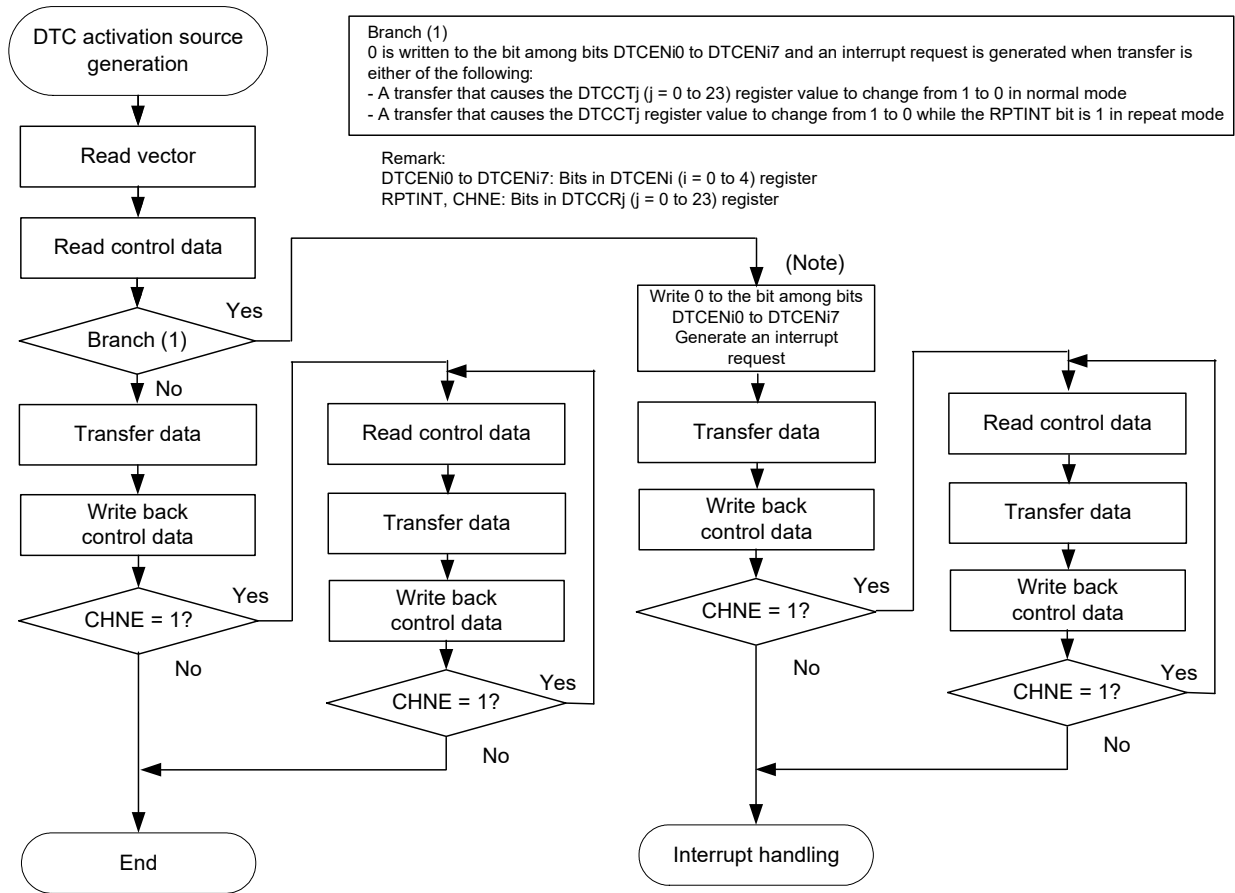 DTC activation source
generation
Branch (1)
0 is written to the bit among bits DTCENi0 to DTCENi7 and an interrupt request is generated when transfer is
either of the following:
- A transfer that causes the DTCCTj (j = 0 to 23) register value to change from 1 to 0 in normal mode
- A transfer that causes the DTCCTj register value to change from 1 to 0 while the RPTINT bit is 1 in repeat mode
Remark:
DTCENi0 to DTCENi7: Bits in DTCENi (i = 0 to 4) register
RPTINT, CHNE: Bits in DTCCRj (j = 0 to 23) register
Read vector
Read control data
Branch (1)
Yes
No
Transfer data
Write back
control data
CHNE = 1?
Yes
No
Read control data
Transfer data
Write back
control data
CHNE = 1?
Yes
No
End
(Note)
Write 0 to the bit among bits
DTCENi0 to DTCENi7
Generate an interrupt
request
Transfer data
Write back
control data
CHNE = 1?
Yes
No
Read control data
Transfer data
Write back
control data
CHNE = 1?
Yes
No
Interrupt handling